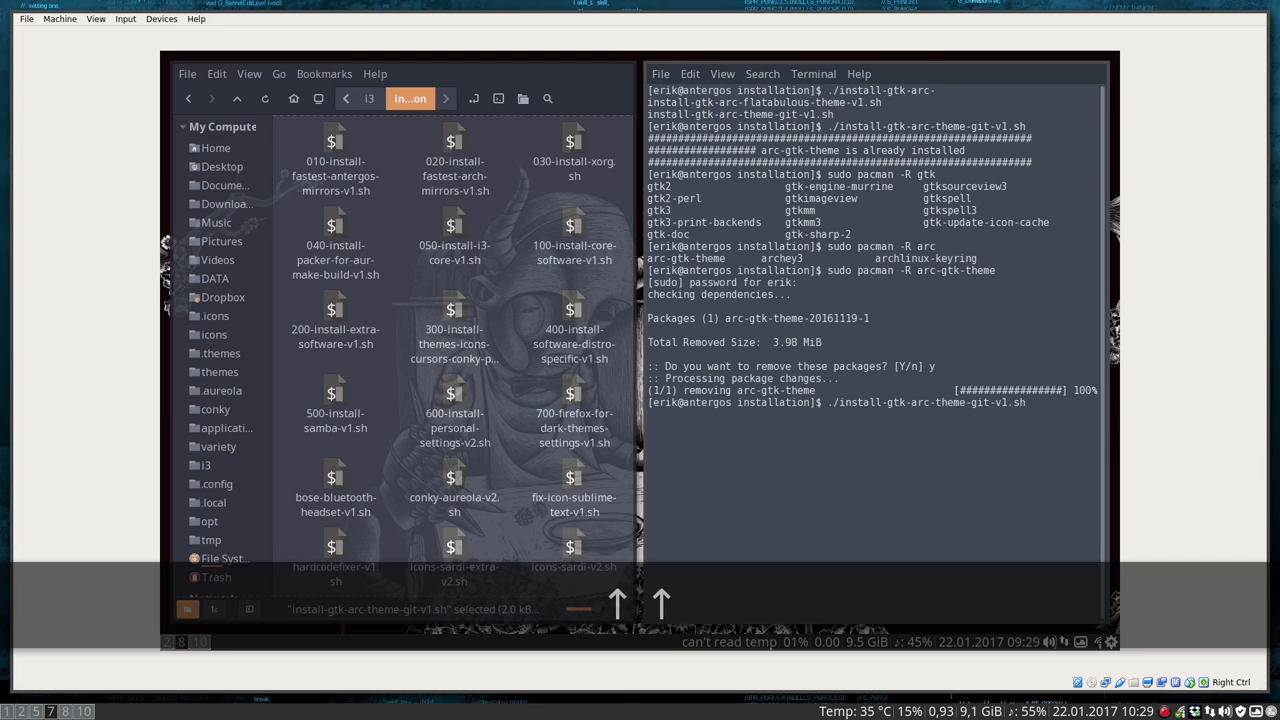 File Machine View Input Devices Help
File Edit View Go Bookmarks Help
i3 in...on
My Compute
Home
Desktop
Docume...
Downloa...
Music
Pictures
Videos
DATA
Dropbox
.icons
icons
.themes
themes
.aureola
conky
applicati...
variety
i3
.config
.local
opt
tmp
File Syst...
Trash
010-install-fastest-antergos-mirrors-v1.sh
020-install-fastest-arch-mirrors-v1.sh
030-install-xorg.sh
040-install-packer-for-aur-make-build-v1.sh
050-install-i3-core-v1.sh
100-install-core-software-v1.sh
200-install-extra-software-v1.sh
300-install-themes-icons-cursors-conky-p...
400-install-software-distro-specific-v1.sh
500-install-samba-v1.sh
600-install-personal-settings-v2.sh
700-firefox-for-dark-themes-settings-v1.sh
bose-bluetooth-headset-v1.sh
conky-aureola-v2.sh
fix-icon-sublime-text-v1.sh
hardcodefixer-v1.sh
icons-sardi-extra-v2.sh
icons-sardi-v2.sh
"install-gtk-arc-theme-git-v1.sh" selected (2.0 kB...
File Edit View Search Terminal Help
[erik@antergos installation]$ ./install-gtk-arc-
install-gtk-arc-flatabulous-theme-v1.sh
install-gtk-arc-theme-git-v1.sh
[erik@antergos installation]$ ./install-gtk-arc-theme-git-v1.sh
################################################################
################## arc-gtk-theme is already installed
################################################################
[erik@antergos installation]$ sudo pacman -R gtk
gtk2 gtk-engine-murrine gtksourceview3
gtk2-perl gtkimageview gtkspell
gtk3 gtkmm gtkspell3
gtk3-print-backends gtkmm3 gtk-update-icon-cache
gtk-doc gtk-sharp-2
[erik@antergos installation]$ sudo pacman -R arc
arc-gtk-theme archey3 archlinux-keyring
[erik@antergos installation]$ sudo pacman -R arc-gtk-theme
[sudo] password for erik:
checking dependencies...
Packages (1) arc-gtk-theme-20161119-1
Total Removed Size: 3.98 MiB
:: Do you want to remove these packages? [Y/n] y
:: Processing package changes...
(1/1) removing arc-gtk-theme [#################] 100%
[erik@antergos installation]$ ./install-gtk-arc-theme-git-v1.sh
↑ ↑
2 8 10 can't read temp 01% 0.00 9.5 GiB ♪: 45% 22.01.2017 09:29
Right Ctrl
1 2 5 7 8 10 Temp: 35 °C 15% 0,93 9,1 GiB ♪: 55% 22.01.2017 10:29